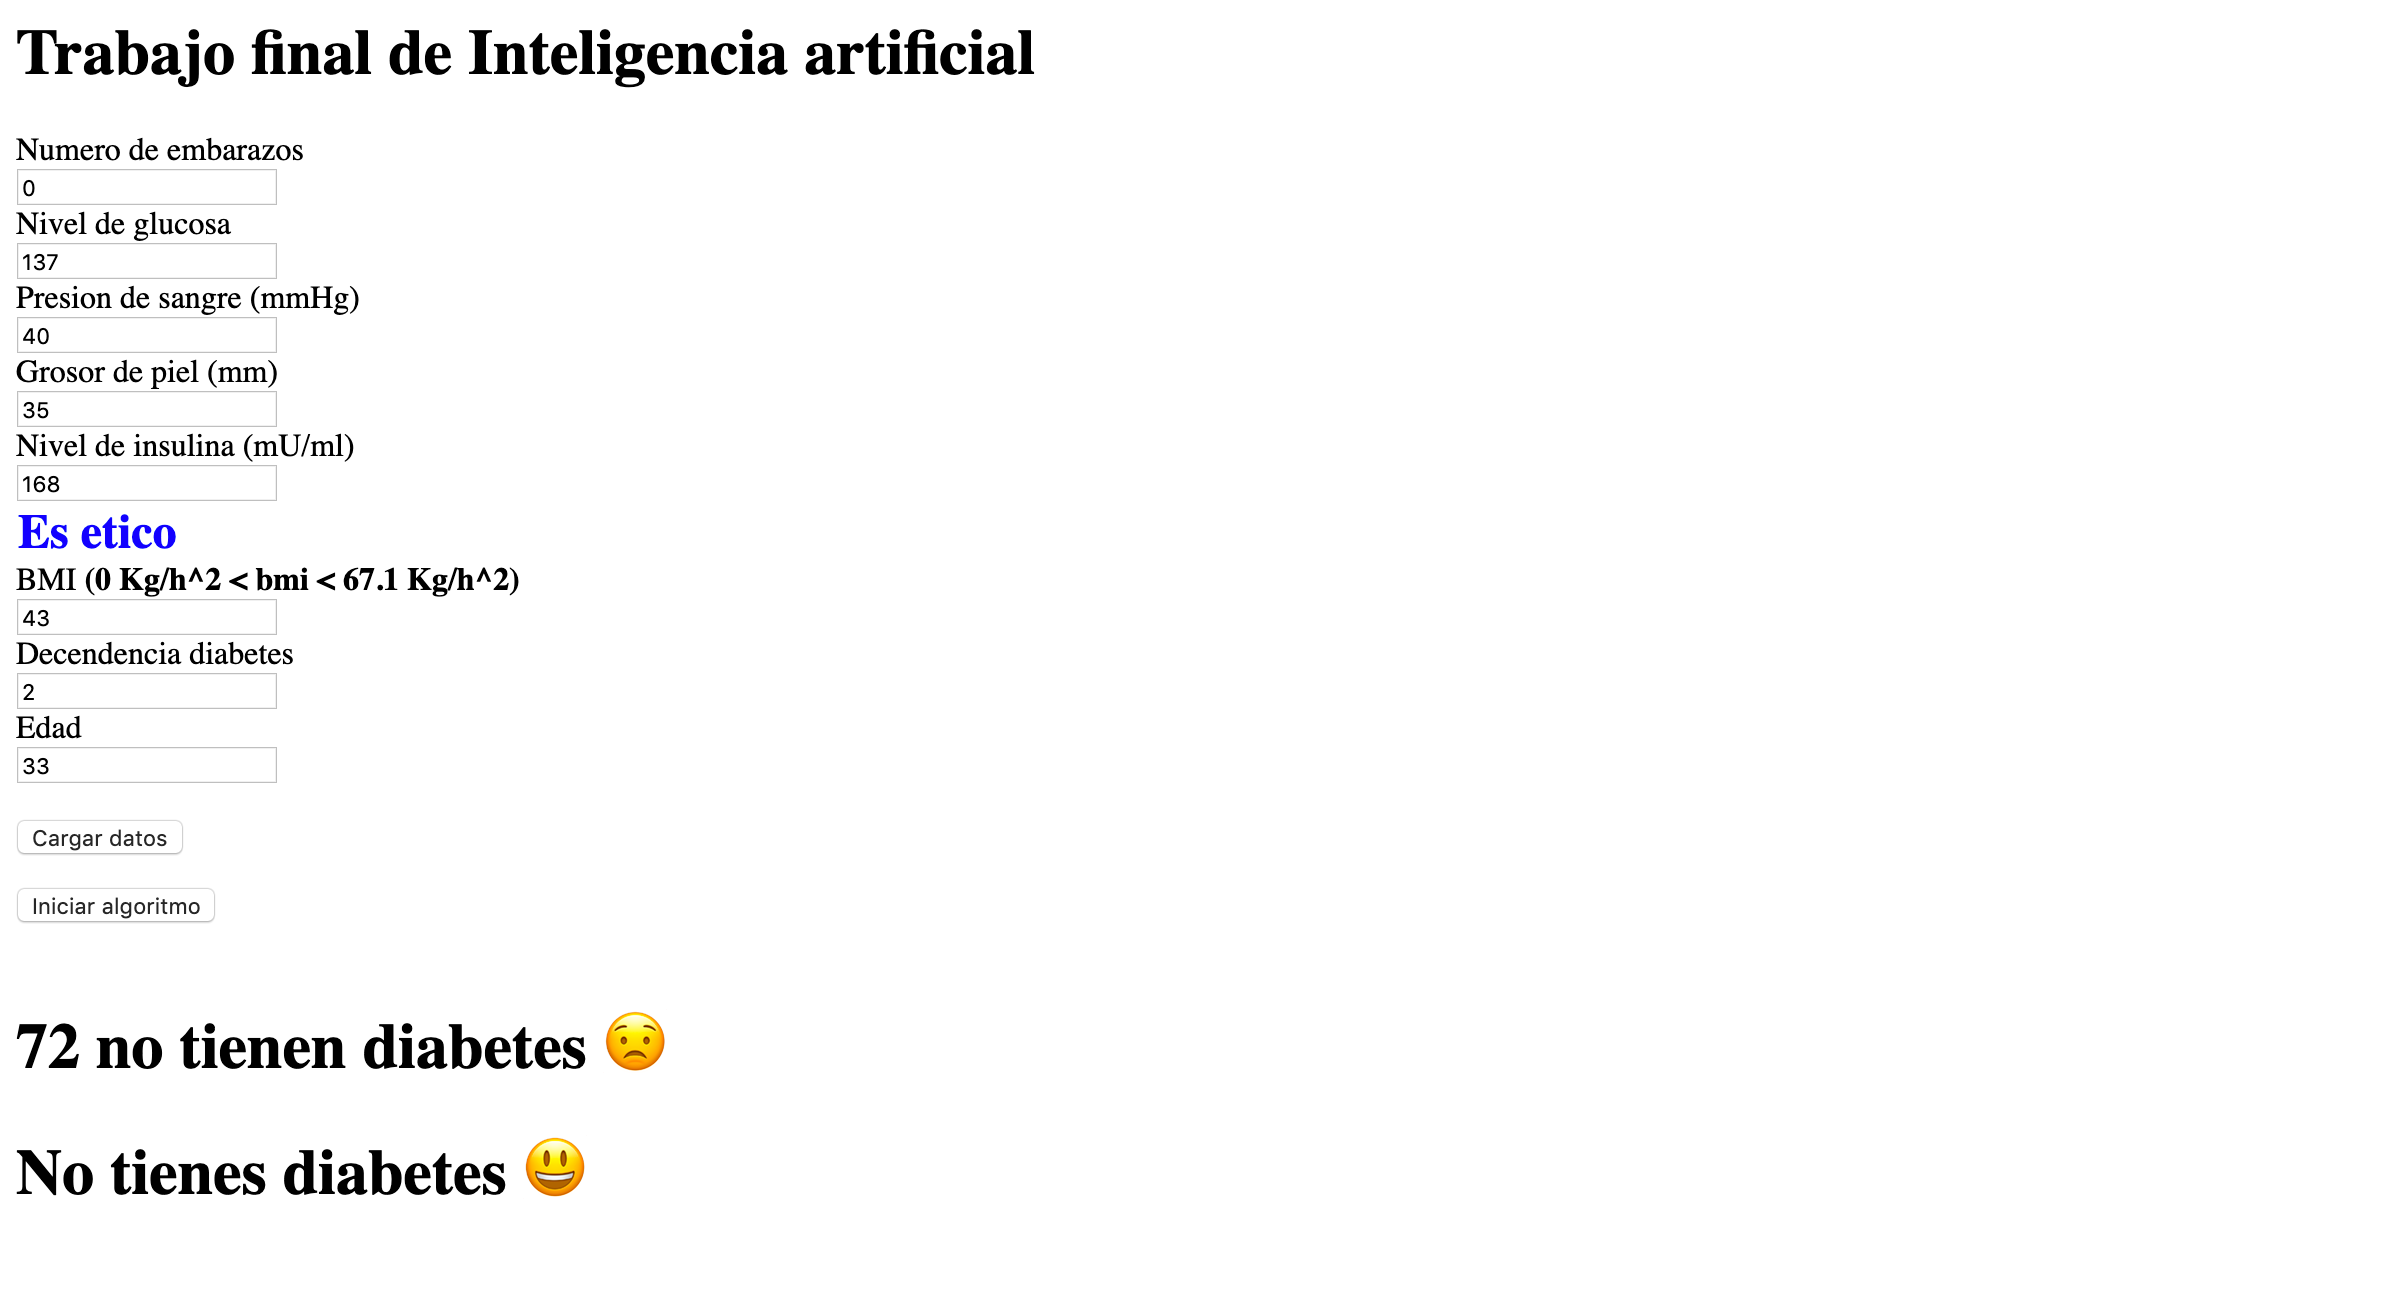 Trabajo final de Inteligencia artificial
Numero de embarazos
0
Nivel de glucosa
137
Presion de sangre (mmHg)
40
Grosor de piel (mm)
35
Nivel de insulina (mU/ml)
168
Es etico
BMI (0 Kg/h^2 < bmi < 67.1 Kg/h^2)
43
Decendencia diabetes
2
Edad
33
Cargar datos
Iniciar algoritmo
72 no tienen diabetes 😟
No tienes diabetes 😃